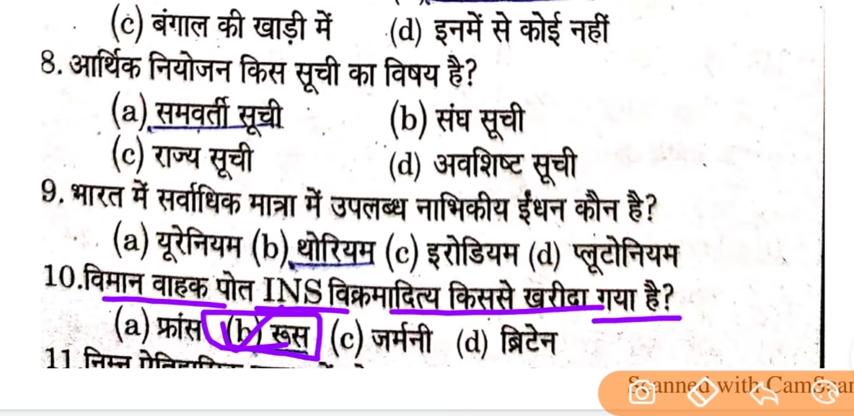 (c) बंगाल की खाड़ी में (d) इनमें से कोई नहीं
8. आर्थिक नियोजन किस सूची का विषय है?
(a) समवर्ती सूची (b) संघ सूची
(c) राज्य सूची (d) अवशिष्ट सूची
9. भारत में सर्वाधिक मात्रा में उपलब्ध नाभिकीय ईंधन कौन है?
(a) यूरेनियम (b) थोरियम (c) इरोडियम (d) प्लूटोनियम
10.विमान वाहक पोत INS विक्रमादित्य किससे खरीदा गया है?
(a) फ्रांस (b) रूस (c) जर्मनी (d) ब्रिटेन
11. निम्न
Scanned with